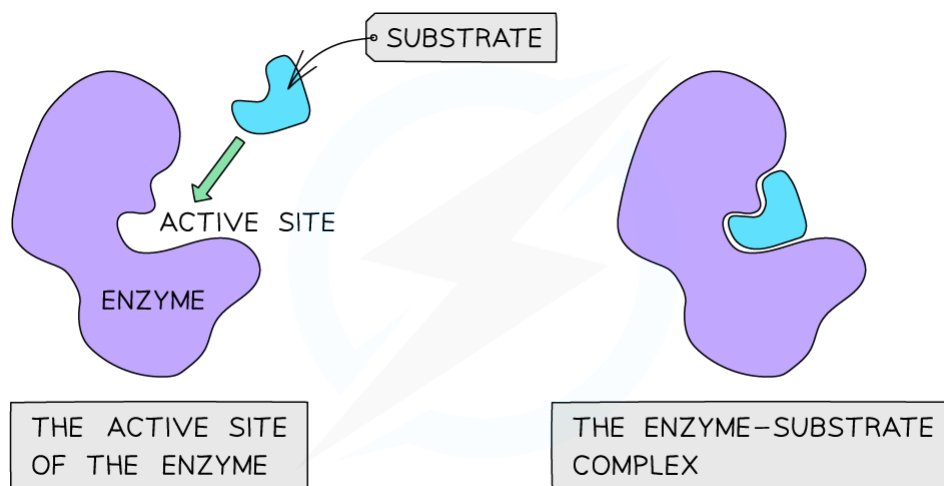 SUBSTRATE
ACTIVE SITE
ENZYME
THE ACTIVE SITE
OF THE ENZYME
THE ENZYME-SUBSTRATE
COMPLEX